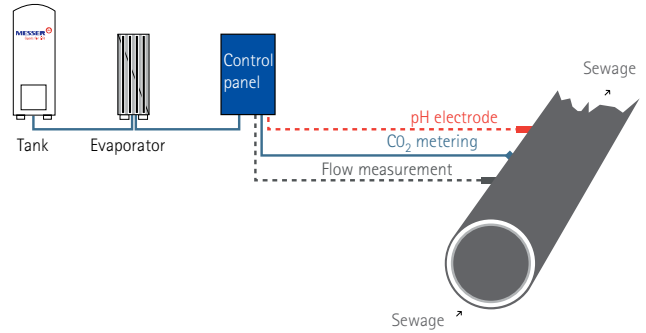 MESSER
Control
panel
Sewage
pH electrode
CO₂ metering
Tank
Evaporator
Flow measurement
Sewage